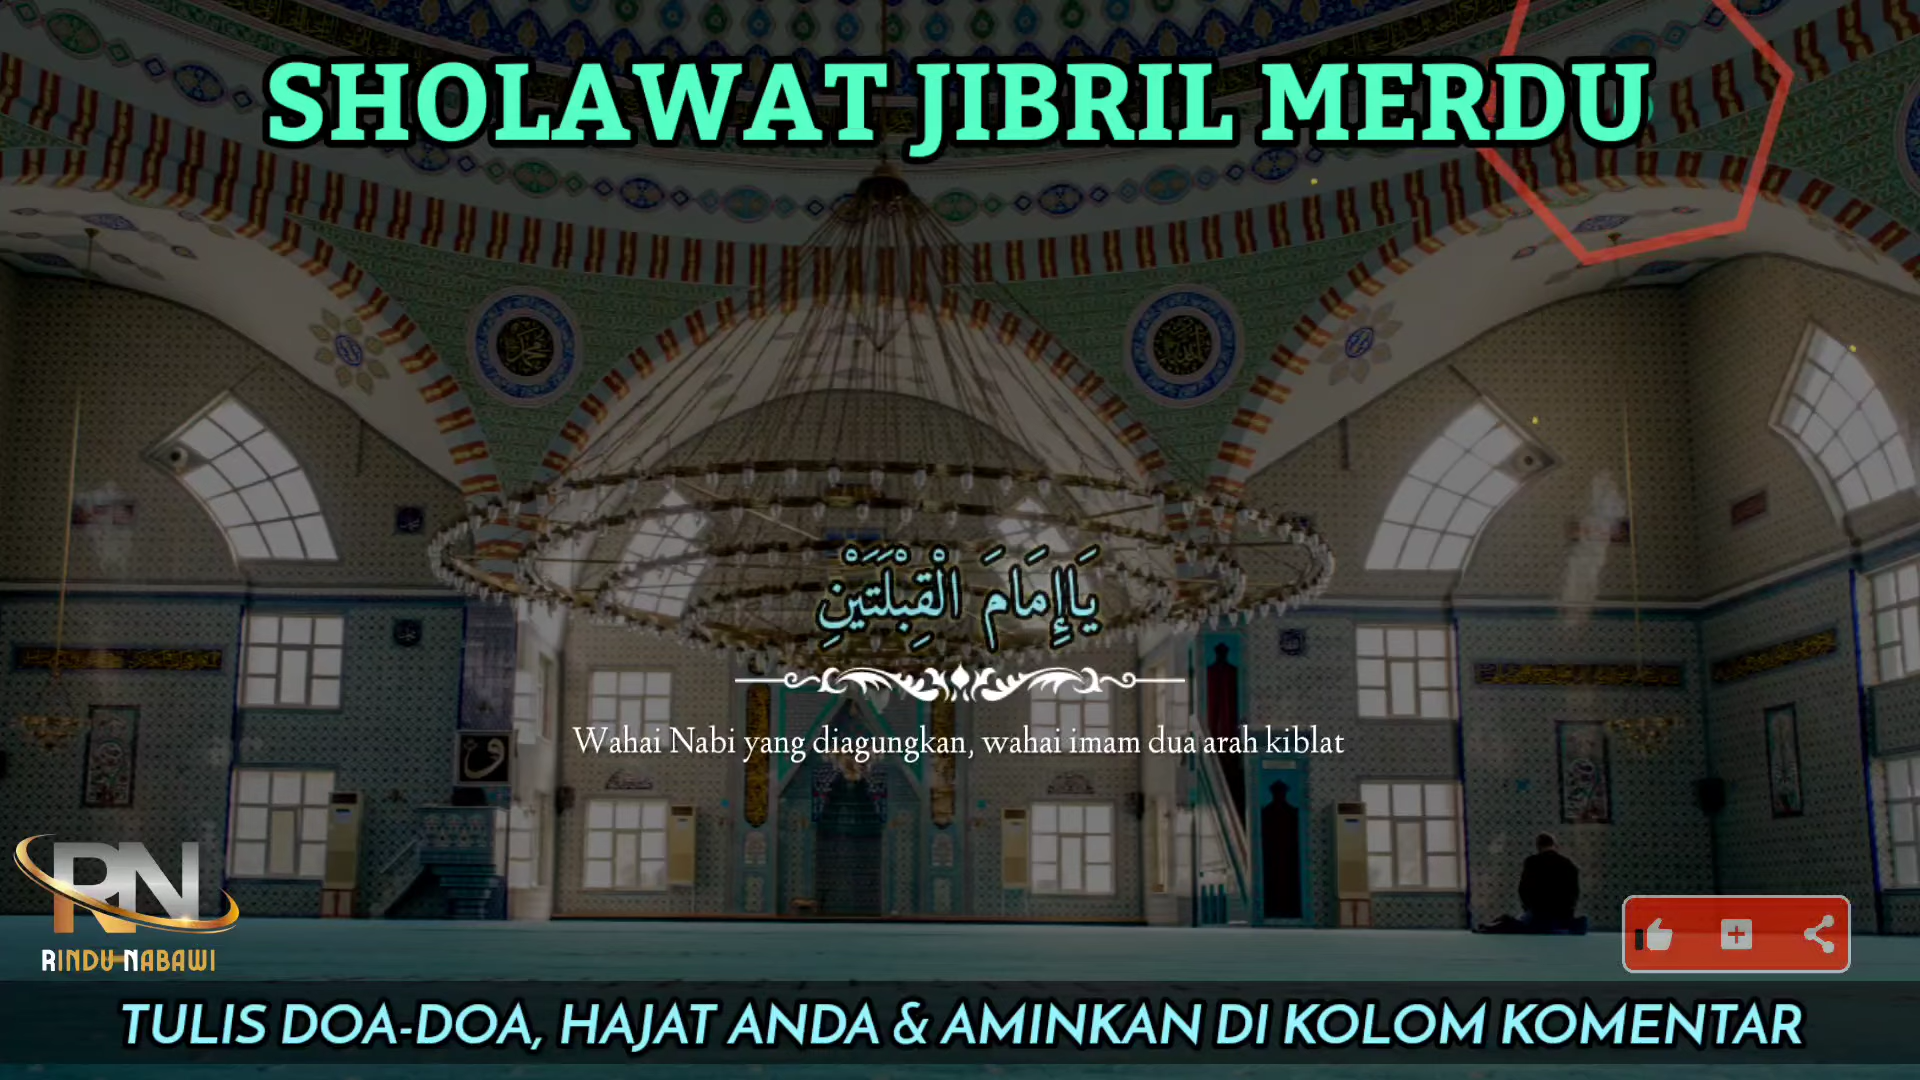 SHOLAWAT JIBRIL MERDU
يَاإِمَامَ الْقِبْلَتَيْنِ
Wahai Nabi yang diagungkan, wahai imam dua arah kiblat
RN
RINDU NABAWI
TULIS DOA-DOA, HAJAT ANDA & AMINKAN DI KOLOM KOMENTAR